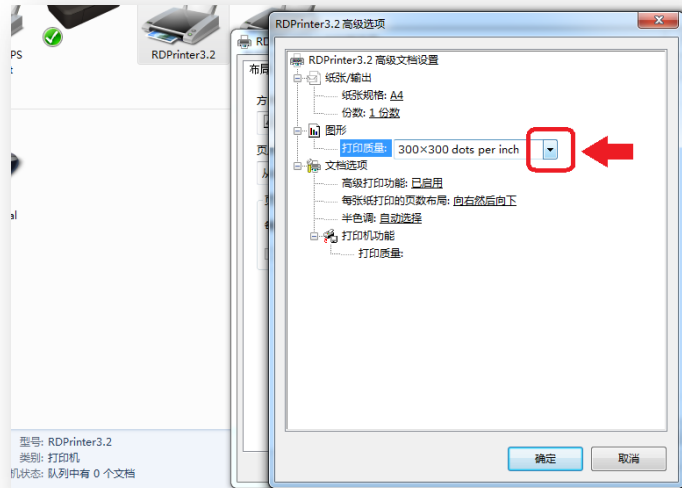 PS
RDPrinter3.2
al
型号: RDPrinter3.2
类别: 打印机
机状态: 队列中有 0 个文档
RD
布局
方
页
从
RDPrinter3.2 高级选项
RDPrinter3.2 高级文档设置
纸张/输出
纸张规格: A4
份数: 1 份数
图形
打印质量: 300×300 dots per inch
文档选项
高级打印功能: 已启用
每张纸打印的页数布局: 向右然后向下
半色调: 自动选择
打印机功能
打印质量:
确定
取消